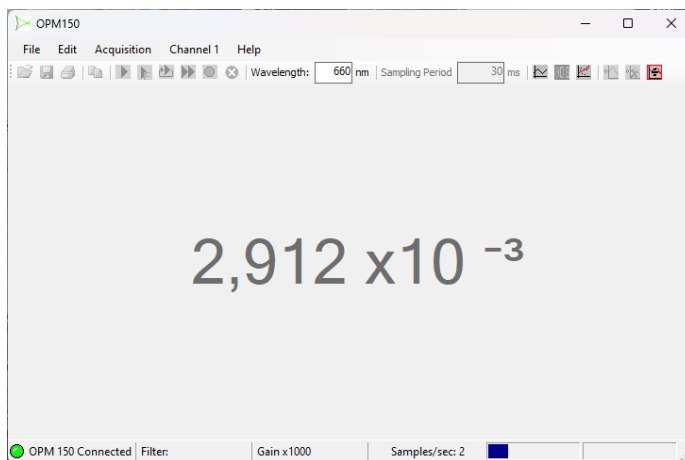 OPM150
File Edit Acquisition Channel 1 Help
Wavelength: 660 nm Sampling Period 30 ms
2,912 x10 ⁻³
OPM 150 Connected Filter: Gain x1000 Samples/sec: 2